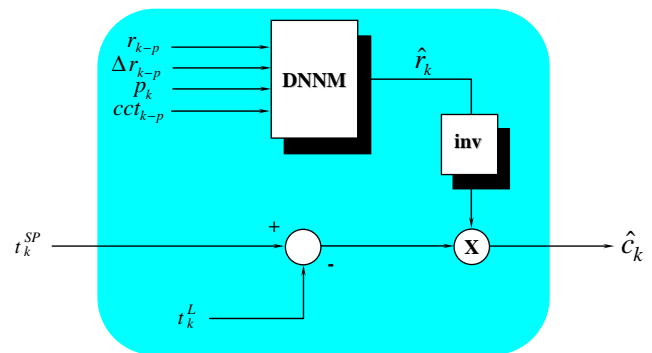 r_{k-p}
Δr_{k-p}
p_k
cct_{k-p}
DNNM
r̂_k
inv
t_k^{SP}
+
-
X
ĉ_k
t_k^L